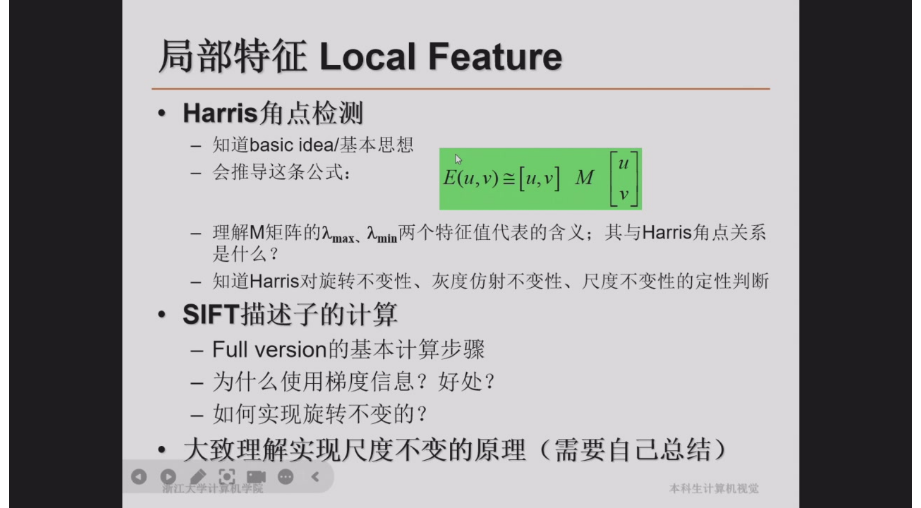 局部特征 Local Feature
• Harris角点检测
– 知道basic idea/基本思想
– 会推导这条公式：
E(u,v) ≅ [u,v] M [u v]
– 理解M矩阵的λmax、λmin两个特征值代表的含义；其与Harris角点关系
是什么？
– 知道Harris对旋转不变性、灰度仿射不变性、尺度不变性的定性判断
• SIFT描述子的计算
– Full version的基本计算步骤
– 为什么使用梯度信息？好处？
– 如何实现旋转不变的？
• 大致理解实现尺度不变的原理（需要自己总结）
浙江大学计算机学院
本科生计算机视觉